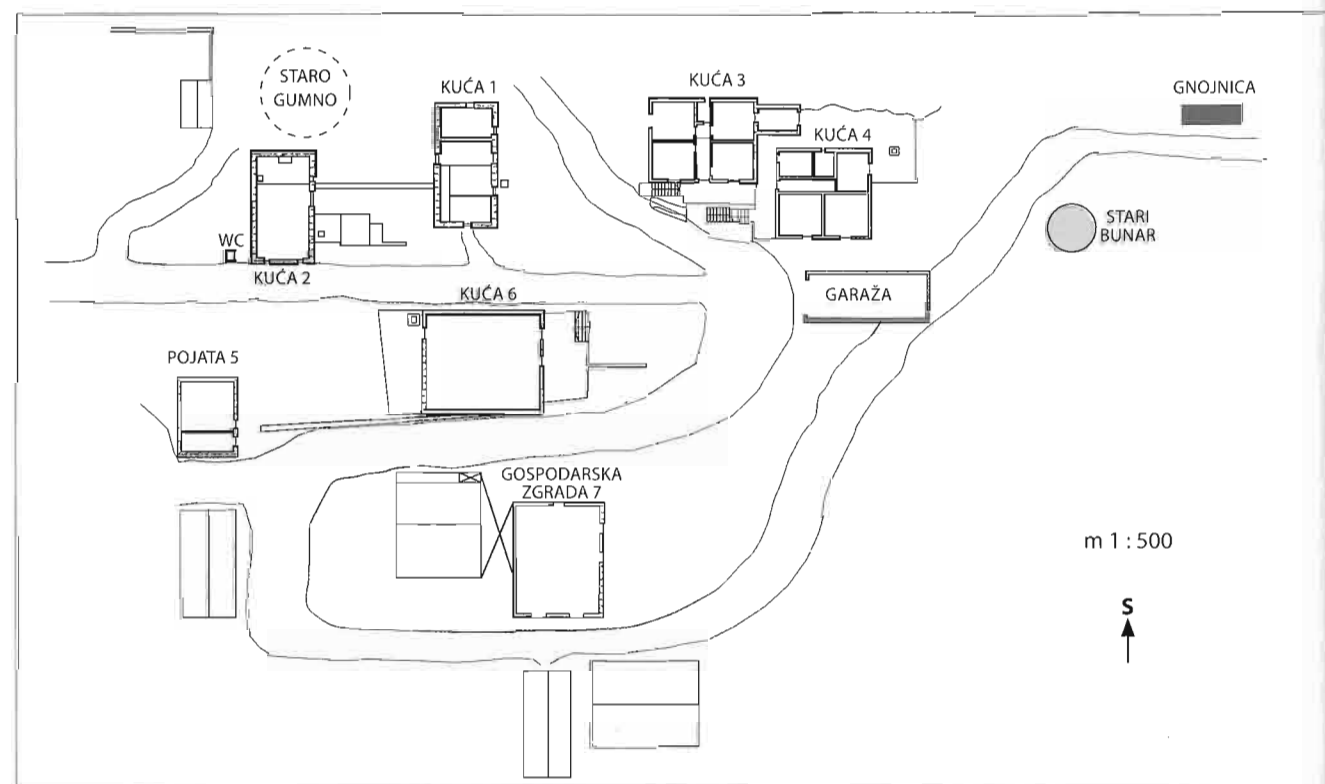 STARO
GUMNO
KUĆA 1
KUĆA 3
GNOJNICA
KUĆA 4
STARI
BUNAR
WC
KUĆA 2
KUĆA 6
GARAŽA
POJATA 5
GOSPODARSKA
ZGRADA 7
m 1 : 500
S